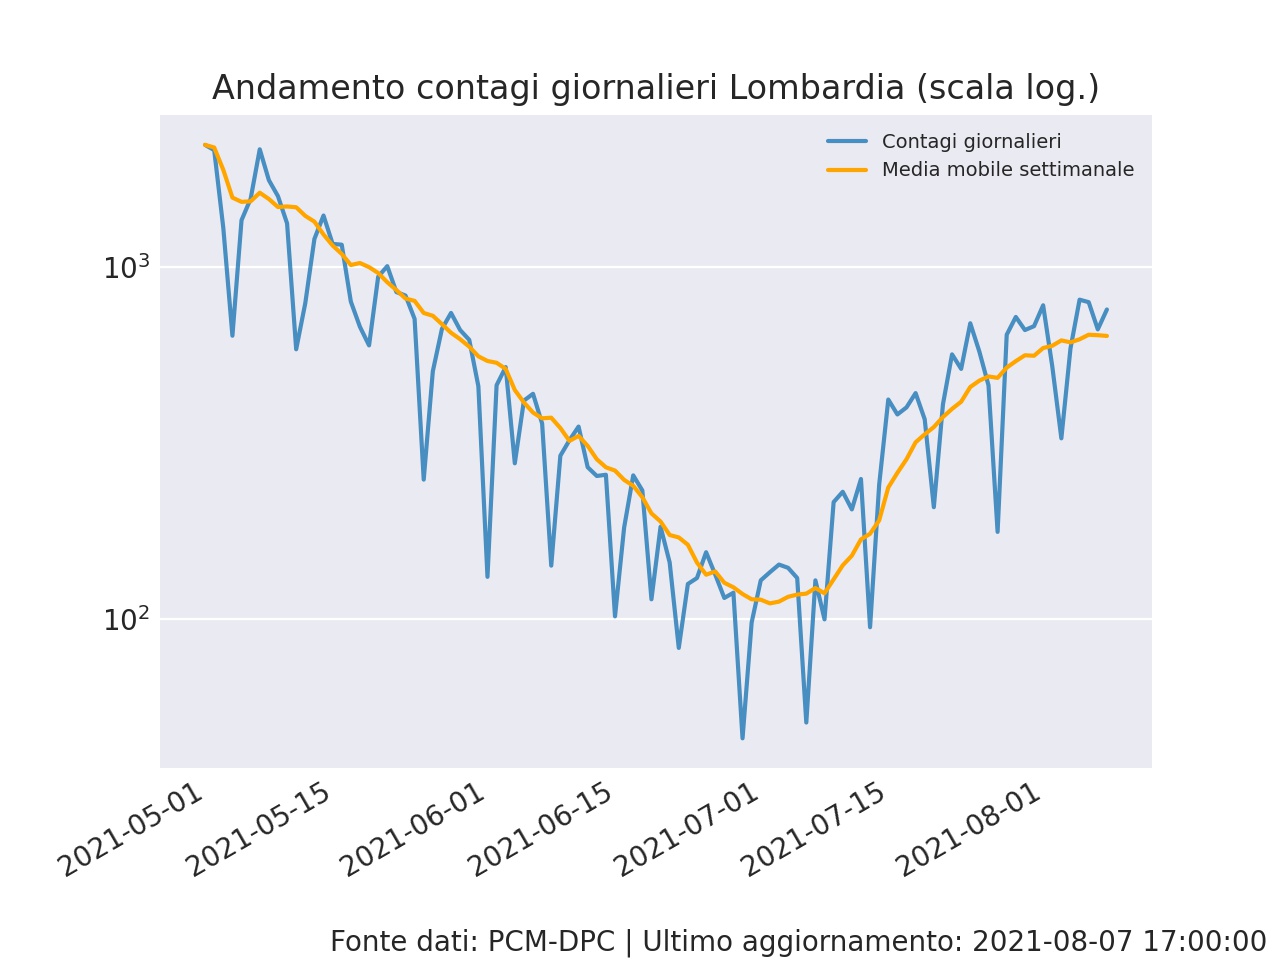 Andamento contagi giornalieri Lombardia (scala log.)
Contagi giornalieri
Media mobile settimanale
10³
10²
2021-05-01
2021-05-15
2021-06-01
2021-06-15
2021-07-01
2021-07-15
2021-08-01
Fonte dati: PCM-DPC | Ultimo aggiornamento: 2021-08-07 17:00:00